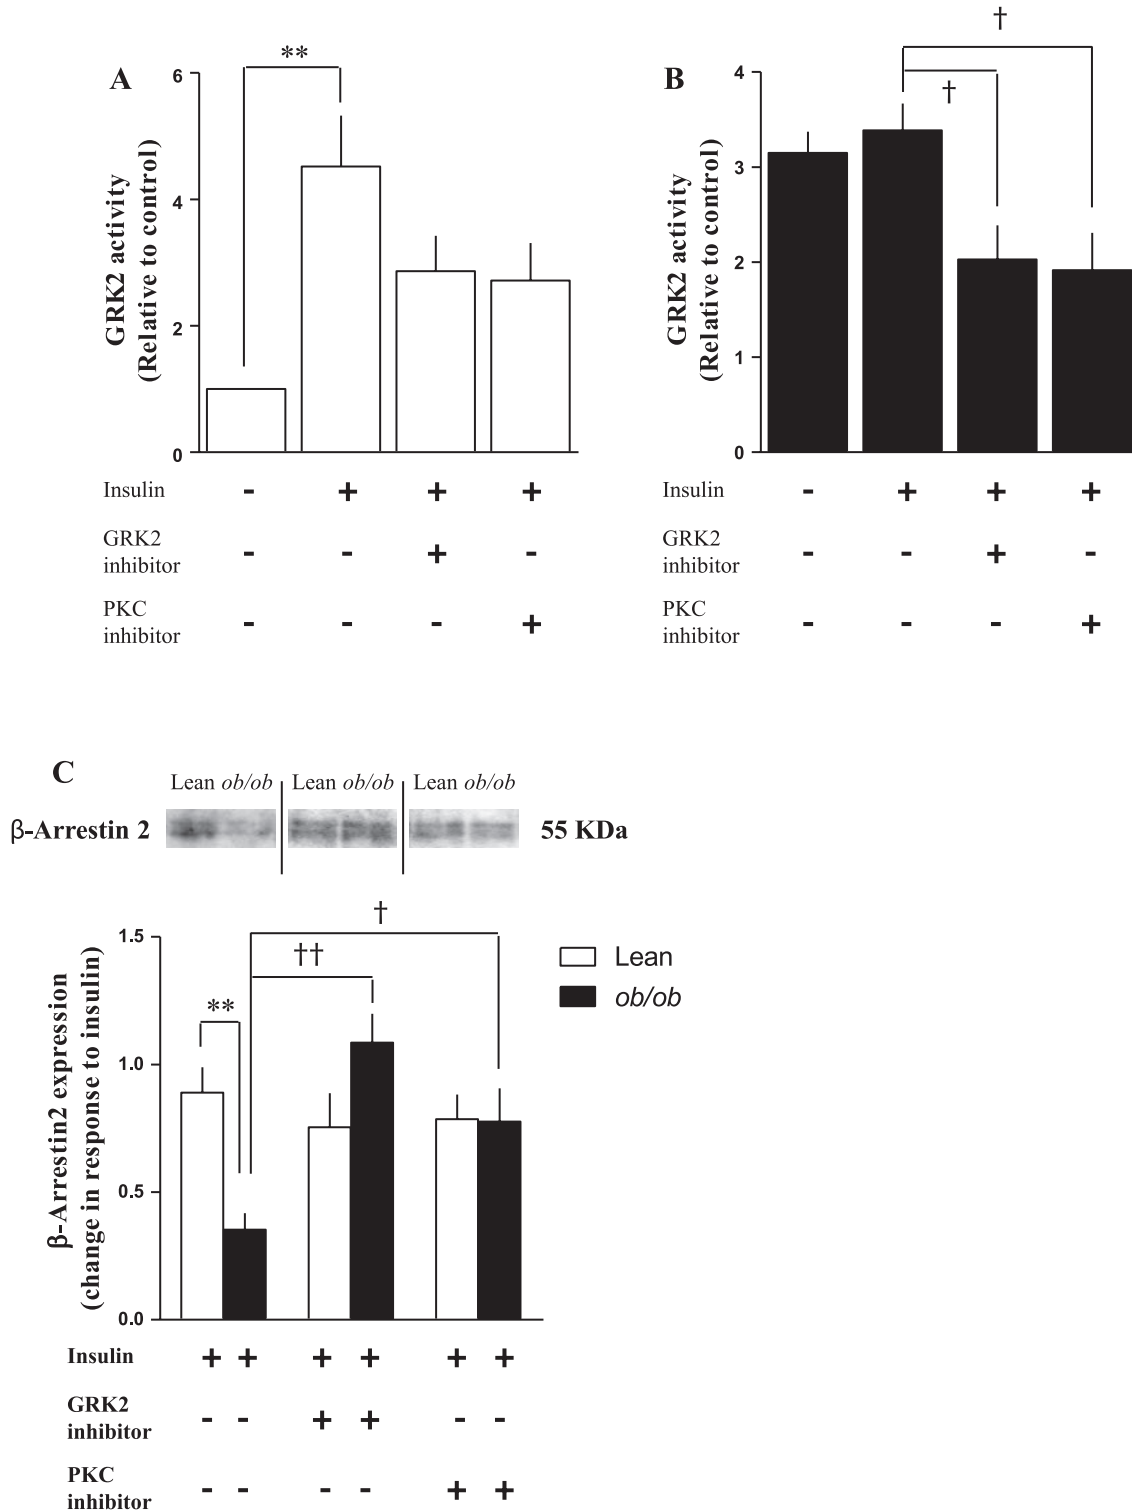 A
**
GRK2 activity
(Relative to control)
6
4
2
0
Insulin - + + +
GRK2
inhibitor - - + -
PKC
inhibitor - - - +
B
†
†
GRK2 activity
(Relative to control)
4
3
2
1
0
Insulin - + + +
GRK2
inhibitor - - + -
PKC
inhibitor - - - +
C
Lean ob/ob Lean ob/ob Lean ob/ob
β-Arrestin 2 55 KDa
†
††
**
β-Arrestin2 expression
(change in response to insulin)
1.5
1.0
0.5
0.0
Lean
ob/ob
Insulin + + + + + +
GRK2
inhibitor - - + + - -
PKC
inhibitor - - - - + +